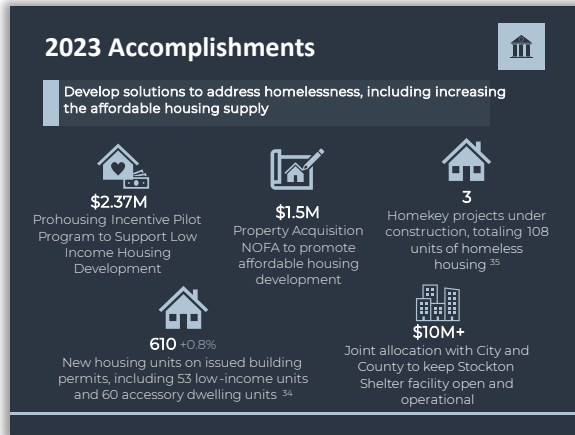 2023 Accomplishments
Develop solutions to address homelessness, including increasing
the affordable housing supply
$2.37M
Prohousing Incentive Pilot
Program to Support Low
Income Housing
Development
$1.5M
Property Acquisition
NOFA to promote
affordable housing
development
3
Homekey projects under
construction, totaling 108
units of homeless
housing 35
610 +0.8%
New housing units on issued building
permits, including 53 low-income units
and 60 accessory dwelling units 34
$10M+
Joint allocation with City and
County to keep Stockton
Shelter facility open and
operational